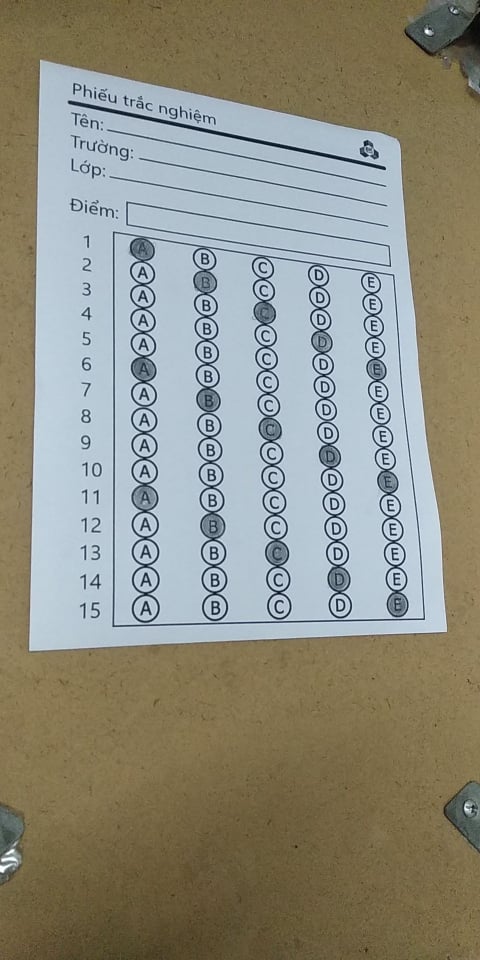 Phiếu trắc nghiệm
Tên:
Trường:
Lớp:
Điểm:
1 A B C D E
2 A B C D E
3 A B C D E
4 A B C D E
5 A B C D E
6 A B C D E
7 A B C D E
8 A B C D E
9 A B C D E
10 A B C D E
11 A B C D E
12 A B C D E
13 A B C D E
14 A B C D E
15 A B C D E